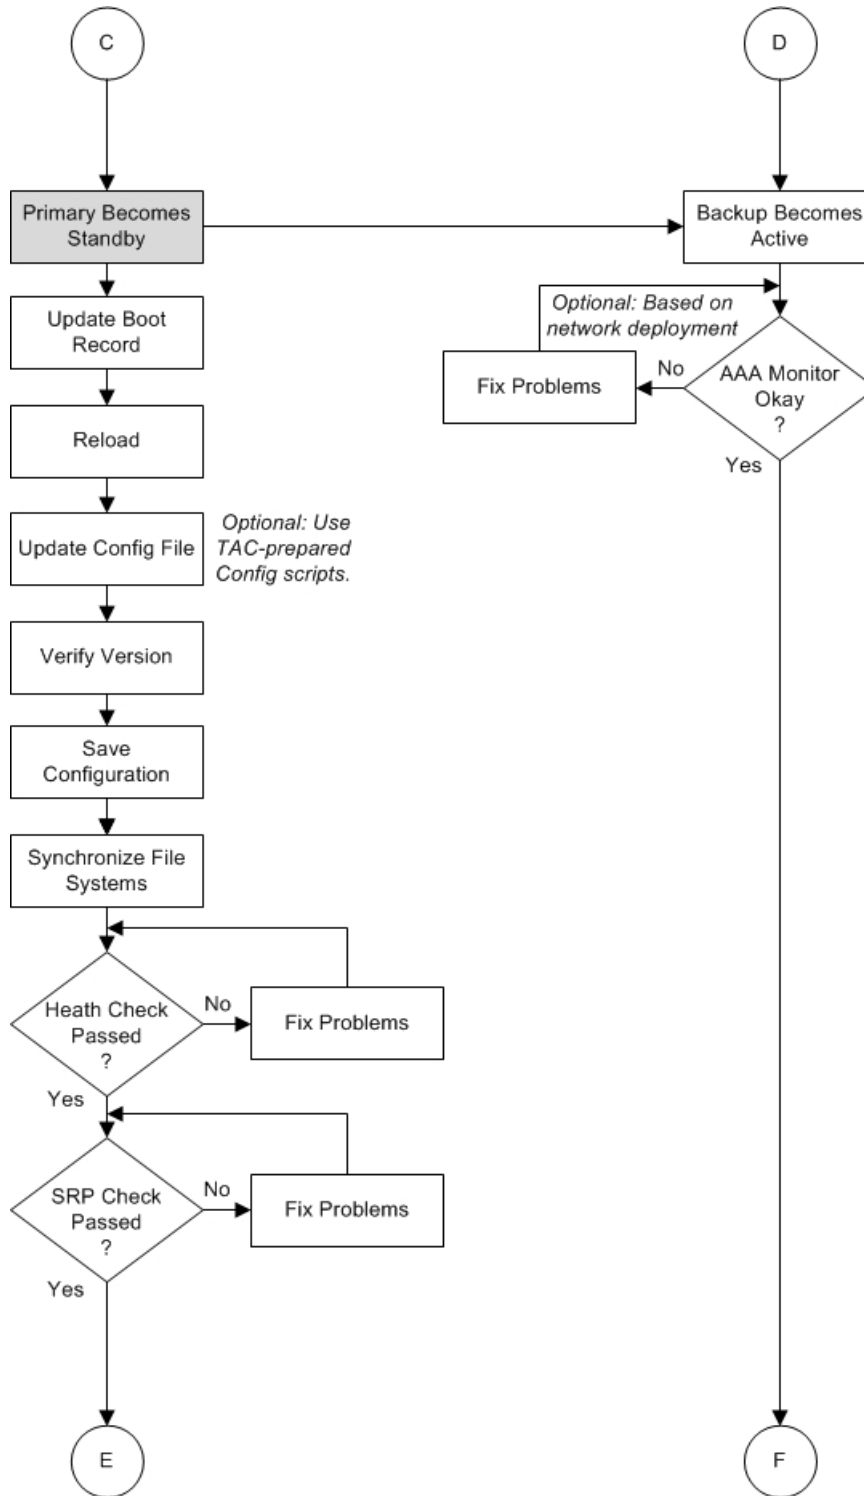 C
D
Primary Becomes
Standby
Backup Becomes
Active
Update Boot
Record
Optional: Based on
network deployment
Fix Problems
No
AAA Monitor
Okay
?
Yes
Reload
Update Config File
Optional: Use
TAC-prepared
Config scripts.
Verify Version
Save
Configuration
Synchronize File
Systems
Heath Check
Passed
?
No
Fix Problems
Yes
SRP Check
Passed
?
No
Fix Problems
Yes
E
F